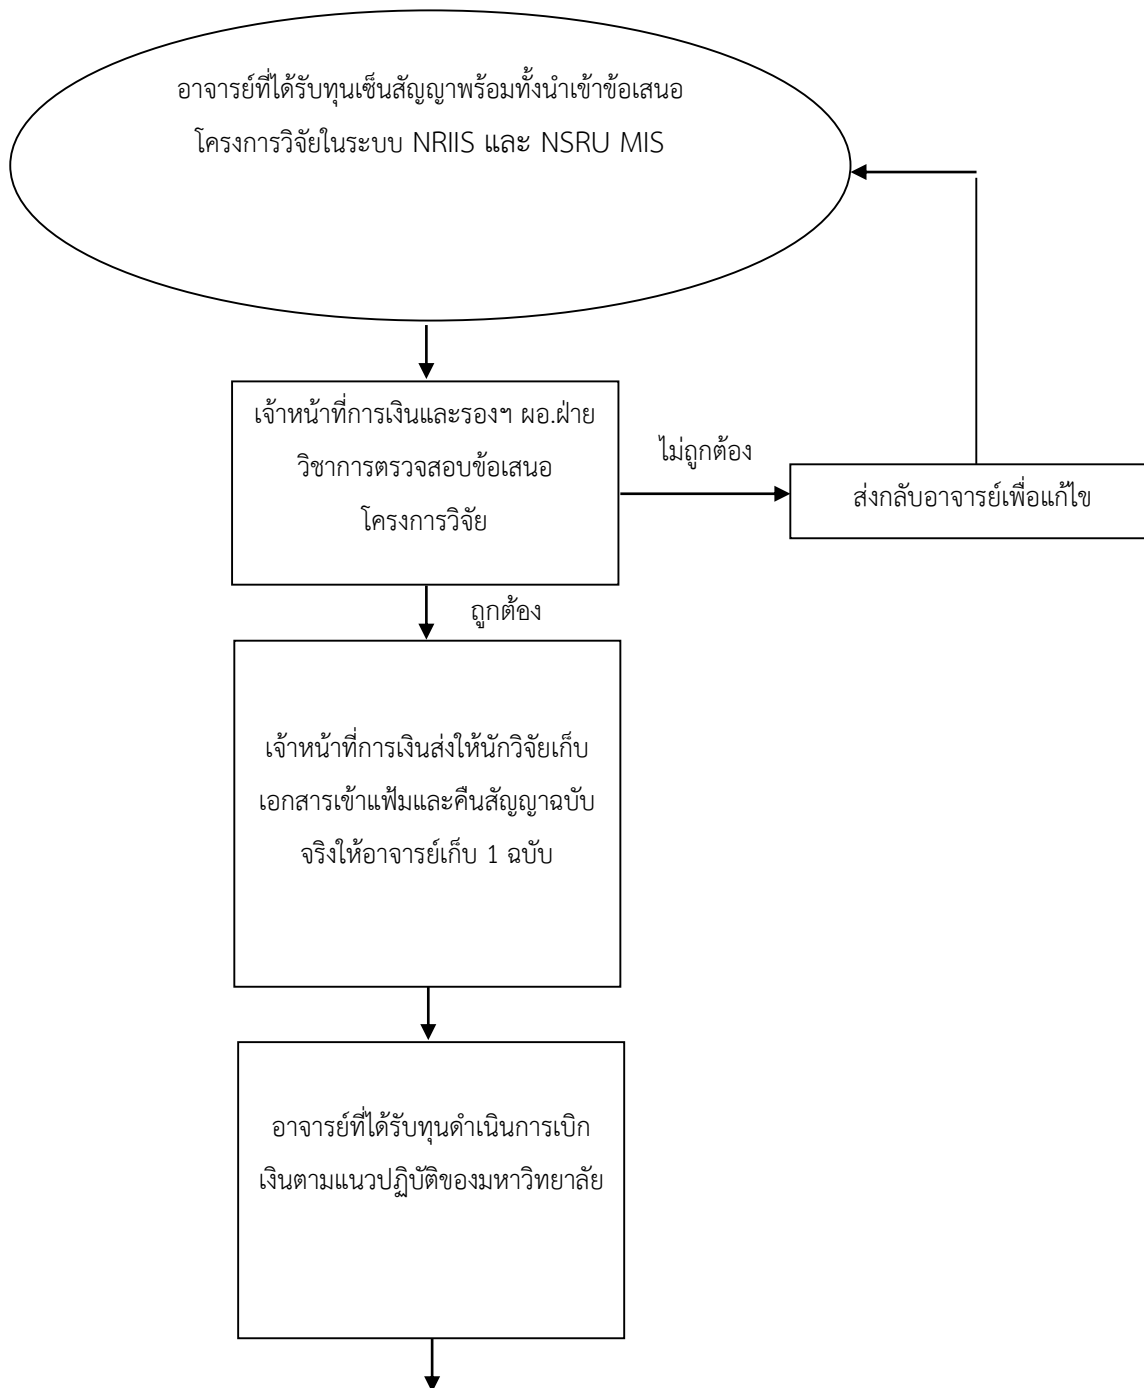 อาจารย์ที่ได้รับทุนเซ็นสัญญาพร้อมทั้งนำเข้าข้อเสนอ
โครงการวิจัยในระบบ NRIIS และ NSRU MIS
เจ้าหน้าที่การเงินและรองฯ ผอ.ฝ่าย
วิชาการตรวจสอบข้อเสนอ
โครงการวิจัย
ไม่ถูกต้อง
ส่งกลับอาจารย์เพื่อแก้ไข
ถูกต้อง
เจ้าหน้าที่การเงินส่งให้นักวิจัยเก็บ
เอกสารเข้าแฟ้มและคืนสัญญาฉบับ
จริงให้อาจารย์เก็บ 1 ฉบับ
อาจารย์ที่ได้รับทุนดำเนินการเบิก
เงินตามแนวปฏิบัติของมหาวิทยาลัย